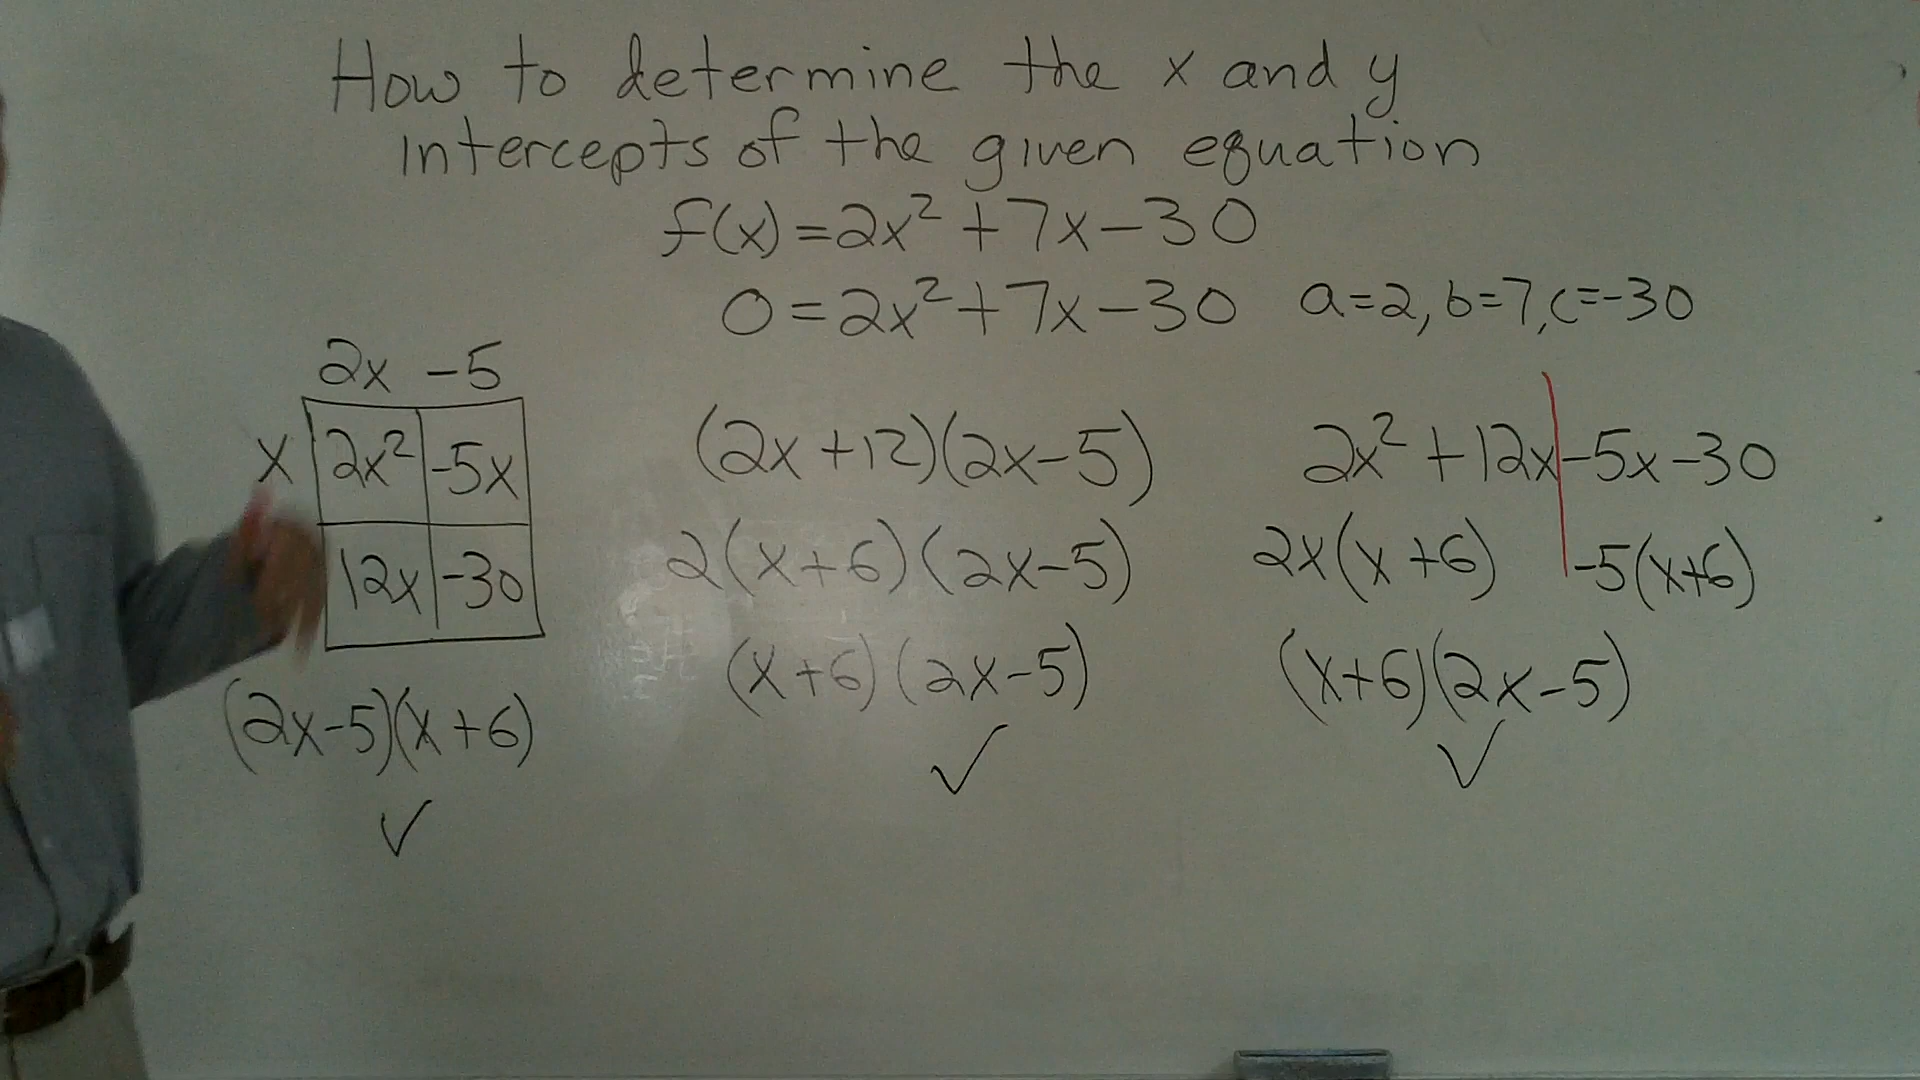 How to determine the x and y
intercepts of the given equation
f(x)=2x²+7x-30
0=2x²+7x-30 a=2, b=7, c=-30
2x -5
x 2x² -5x
12x -30
(2x-5)(x+6)
✓
(2x+12)(2x-5)
2(x+6)(2x-5)
(x+6)(2x-5)
✓
2x²+12x-5x-30
2x(x+6) -5(x+6)
(x+6)(2x-5)
✓